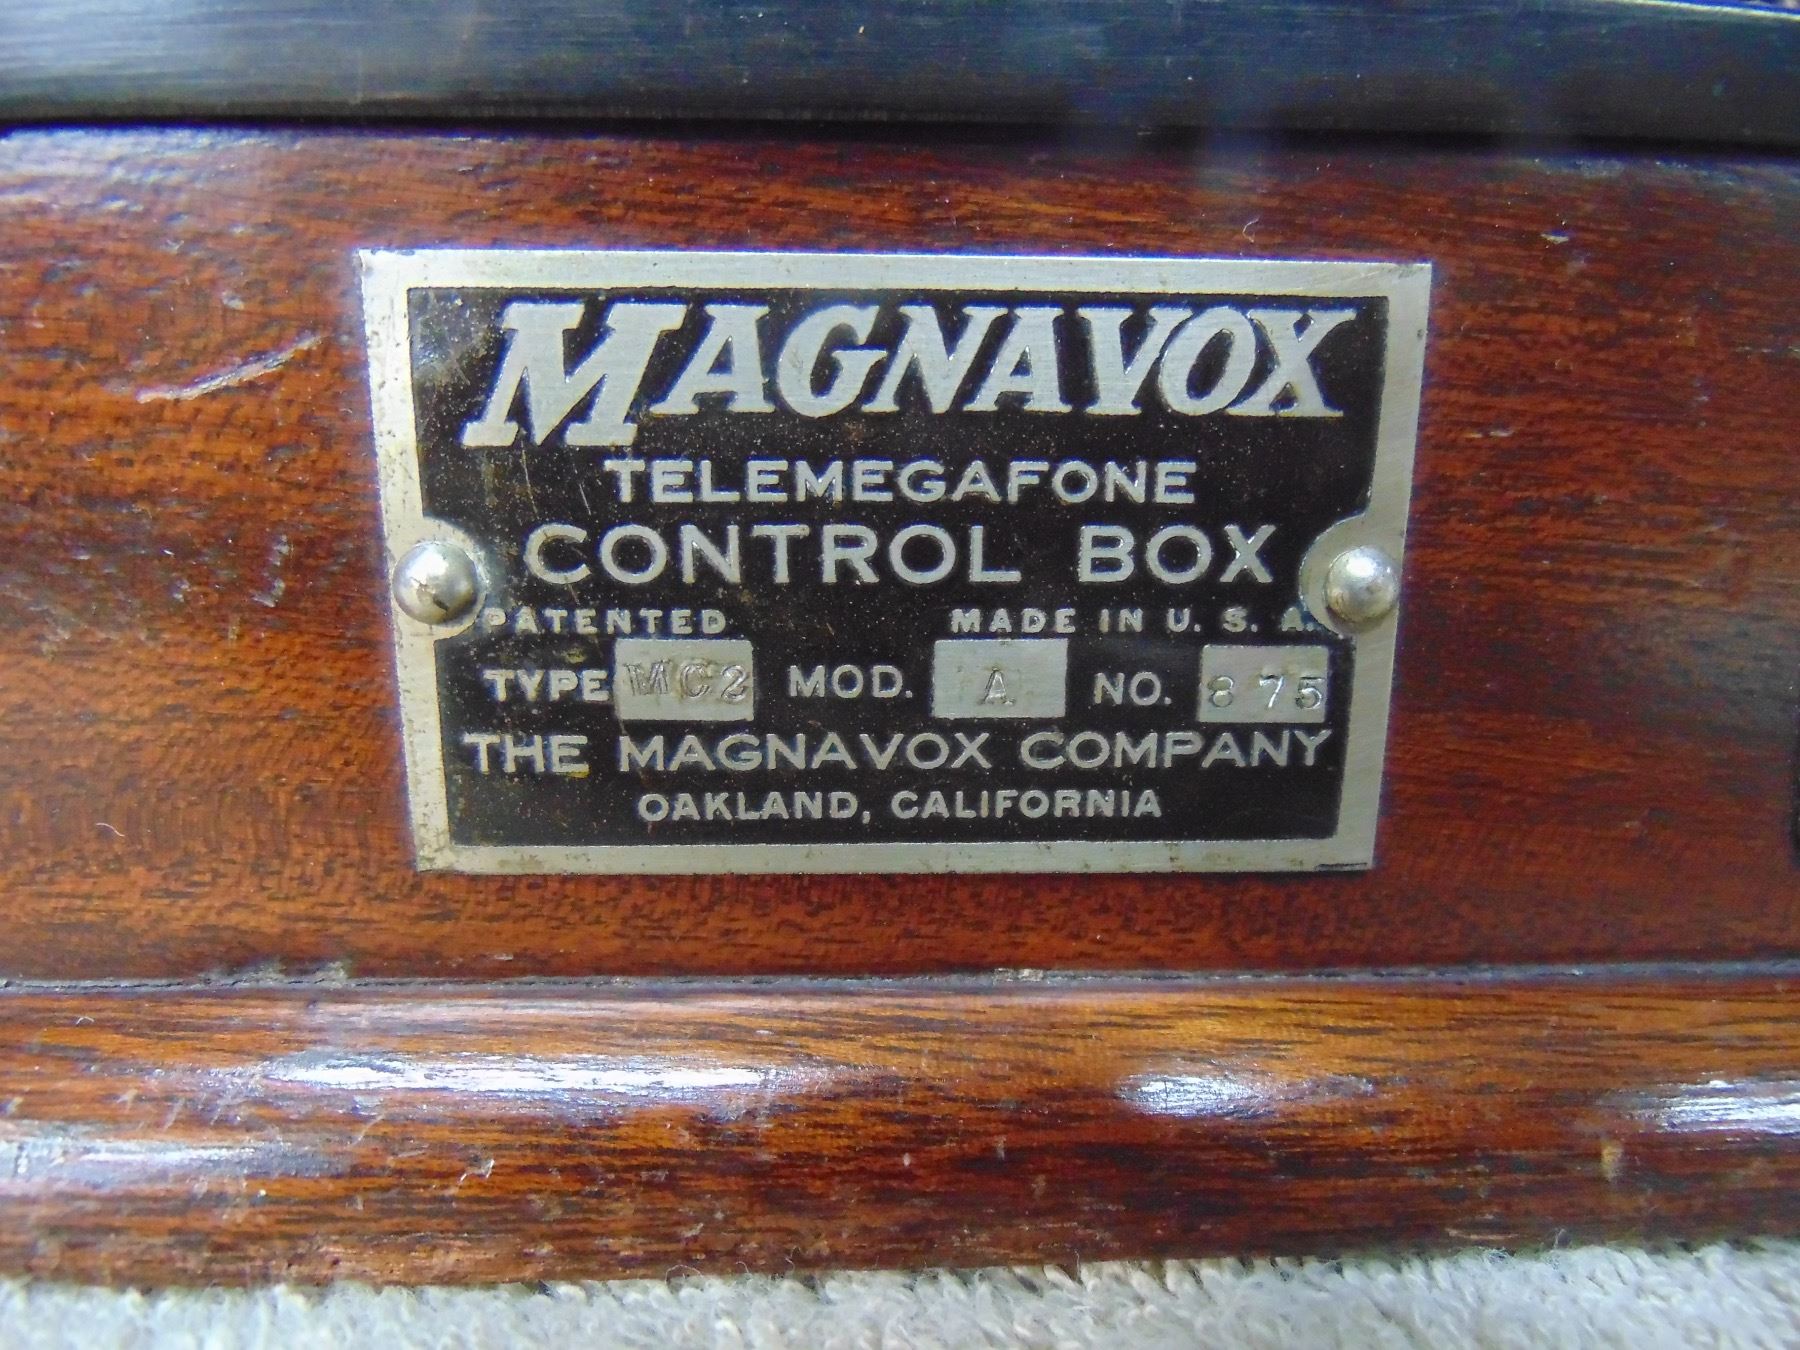 MAGNAVOX
TELEMEGAFONE
CONTROL BOX
PATENTED MADE IN U. S. A.
TYPE MC2 MOD. A NO. 875
THE MAGNAVOX COMPANY
OAKLAND, CALIFORNIA